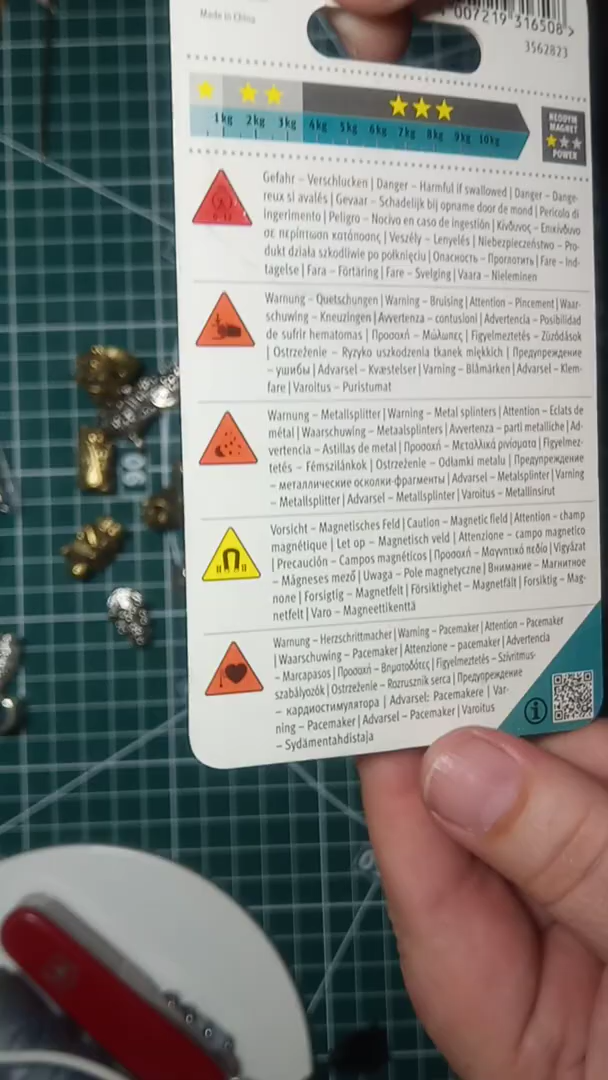 Made in China
007219 316508 >
3562823
1kg 2kg 3kg 4kg 5kg 6kg 7kg 8kg 9kg 10kg
NEODYM
MAGNET
POWER
Gefahr – Verschlucken | Danger – Harmful if swallowed | Danger – Dange-
reux si avalés | Gevaar – Schadelijk bij opname door de mond | Pericolo di
Ingerimento | Peligro – Nocivo en caso de ingestión | Κίνδυνος – Επικίνδυνο
σε περίπτωση κατάποσης | Veszély – Lenyelés | Niebezpieczeństwo – Pro-
dukt działa szkodliwie po połknięciu | Опасность – Проглотить | Fare – Ind-
tagelse | Fara – Förtäring | Fare – Svelging | Vaara – Nieleminen
Warnung – Quetschungen | Warning – Bruising | Attention – Pincement | Waar-
schuwing – Kneuzingen | Avvertenza – contusioni | Advertencia – Posibilidad
de sufrir hematomas | Προσοχή – Μώλωπες | Figyelmeztetés – Zúzódások
| Ostrzeżenie – Ryzyko uszkodzenia tkanek miękkich | Предупреждение
– ушибы | Advarsel – Kvæstelser | Varning – Blåmärken | Advarsel – Klem-
fare | Varoitus – Puristumat
Warnung – Metallsplitter | Warning – Metal splinters | Attention – Éclats de
métal | Waarschuwing – Metaalsplinters | Avvertenza – parti metalliche | Ad-
vertencia – Astillas de metal | Προσοχή – Μεταλλικά ρινίσματα | Figyelmez-
tetés – Fémszilánkok | Ostrzeżenie – Odłamki metalu | Предупреждение
– металлические осколки-фрагменты | Advarsel – Metalsplinter | Varning
– Metallsplitter | Advarsel – Metallsplinter | Varoitus – Metallinsirut
Vorsicht – Magnetisches Feld | Caution – Magnetic field | Attention – champ
magnétique | Let op – Magnetisch veld | Attenzione – campo magnetico
| Precaución – Campos magnéticos | Προσοχή – Μαγνητικό πεδίο | Vigyázat
– Mágneses mező | Uwaga – Pole magnetyczne | Внимание – Магнитное
поле | Forsigtig – Magnetfelt | Försiktighet – Magnetfält | Forsiktig – Mag-
netfelt | Varo – Magneettikenttä
Warnung – Herzschrittmacher | Warning – Pacemaker | Attention – Pacemaker
| Waarschuwing – Pacemaker | Attenzione – pacemaker | Advertencia
– Marcapasos | Προσοχή – Βηματοδότες | Figyelmeztetés – Szívritmus-
szabályozók | Ostrzeżenie – Rozrusznik serca | Предупреждение
– кардиостимулятора | Advarsel: Pacemakere | Var-
ning – Pacemaker | Advarsel – Pacemaker | Varoitus
– Sydämentahdistaja